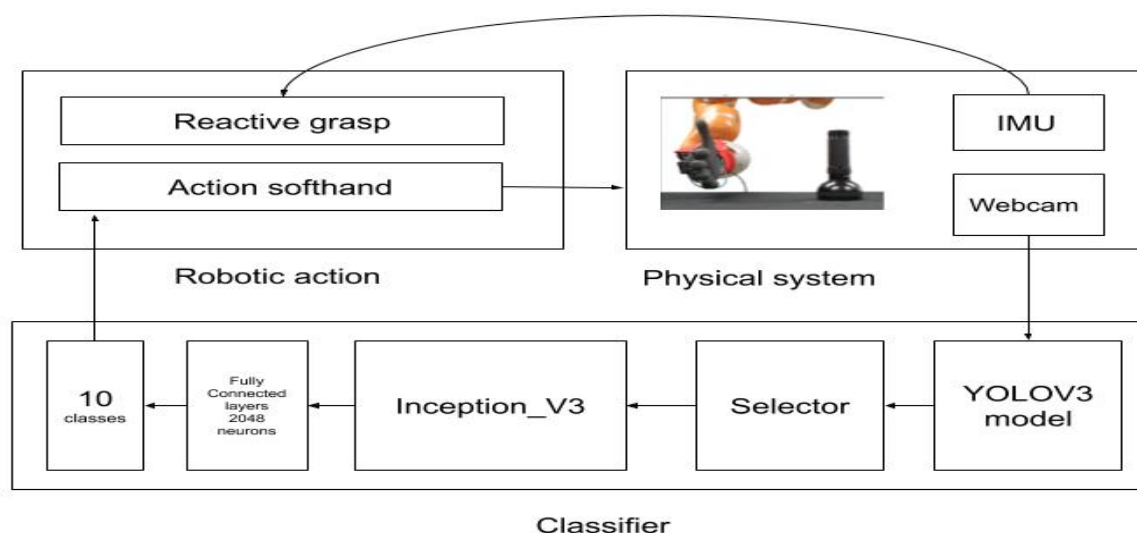 Reactive grasp
Action softhand
Robotic action
IMU
Webcam
Physical system
10
classes
Fully
Connected
layers
2048
neurons
Inception_V3
Selector
YOLOV3
model
Classifier